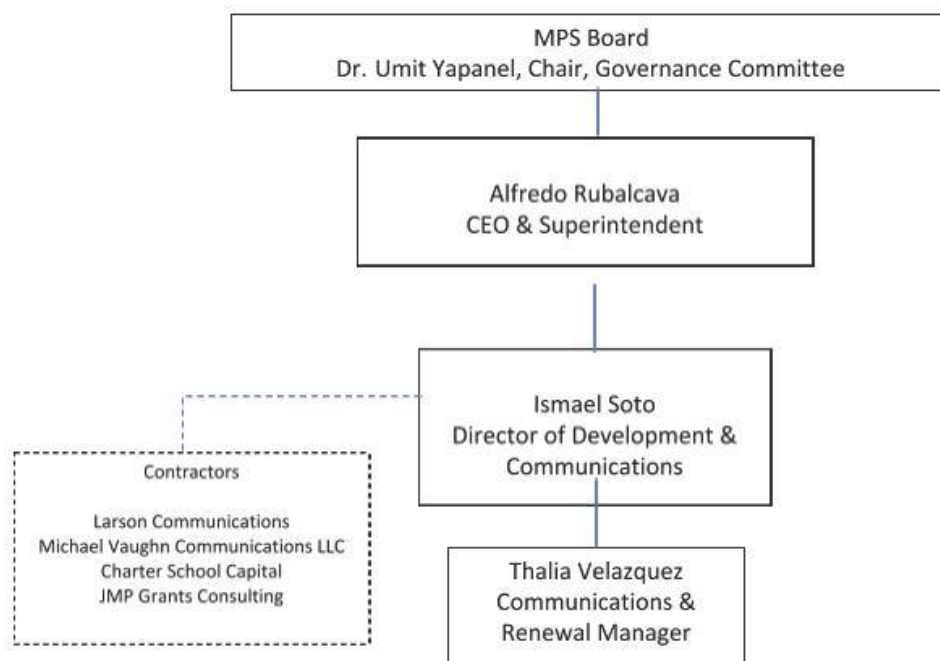 MPS Board
Dr. Umit Yapanel, Chair, Governance Committee
Alfredo Rubalcava
CEO & Superintendent
Ismael Soto
Director of Development &
Communications
Contractors
Larson Communications
Michael Vaughn Communications LLC
Charter School Capital
JMP Grants Consulting
Thalia Velazquez
Communications &
Renewal Manager